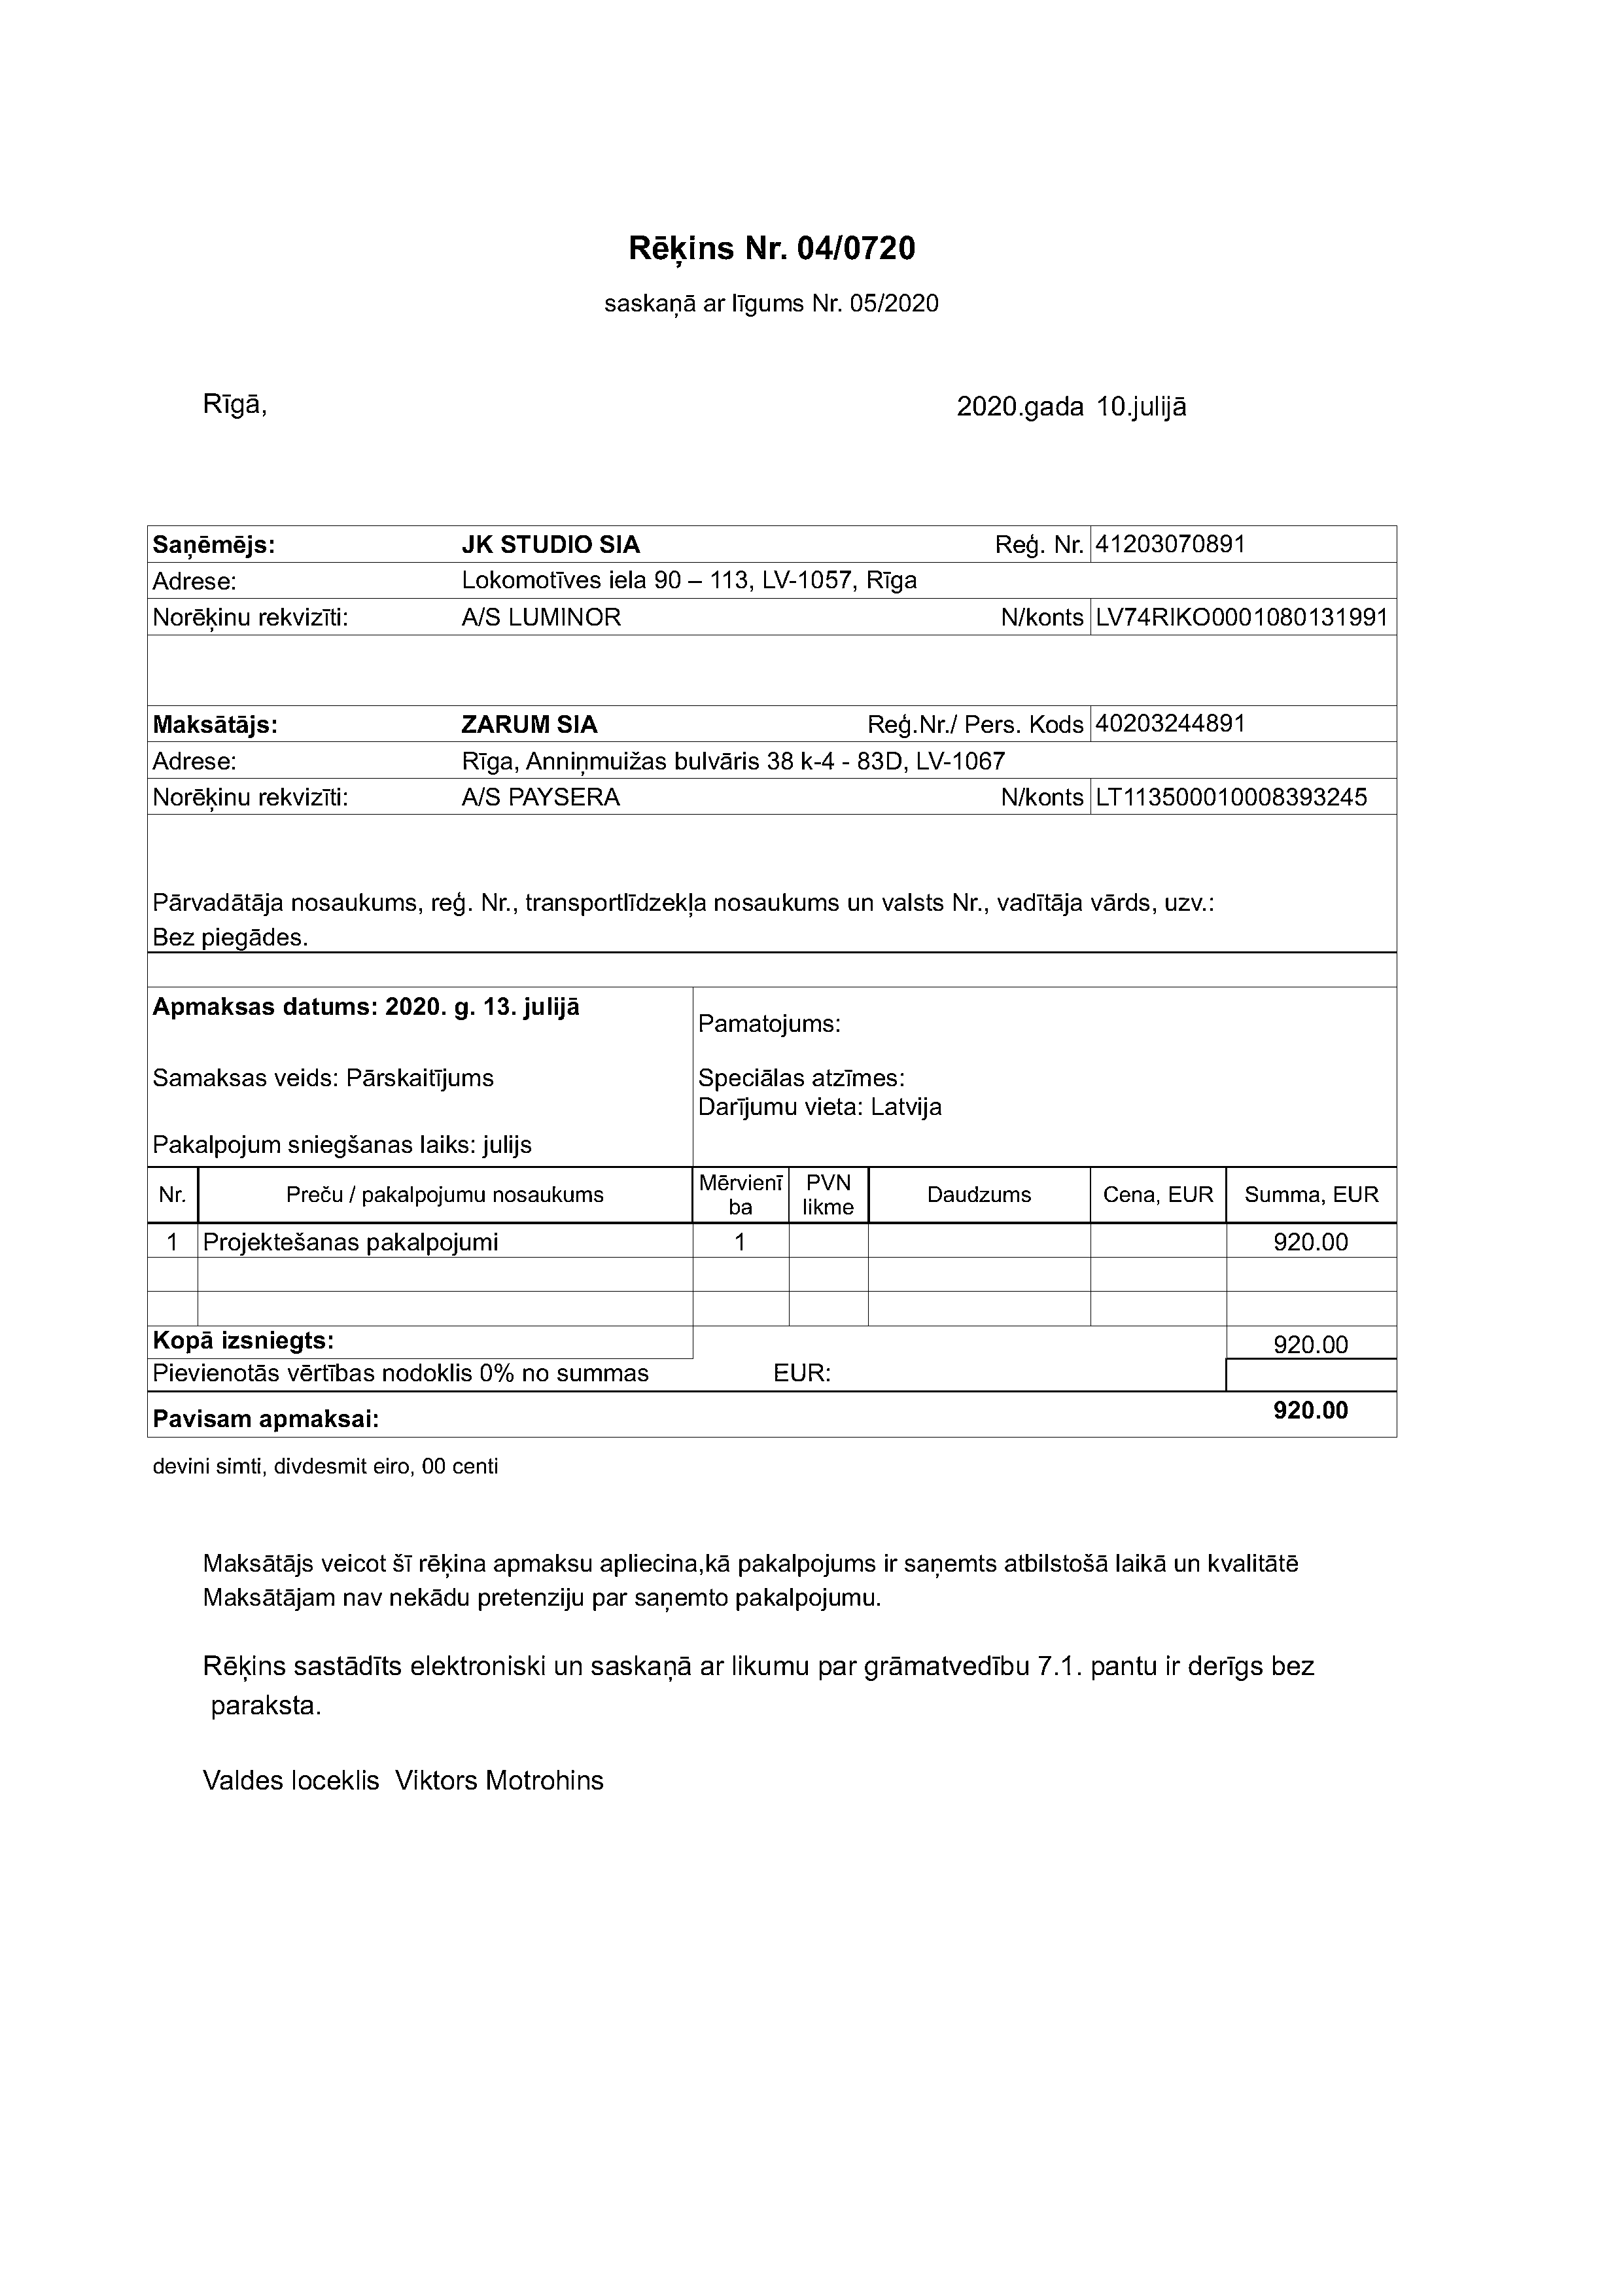 Rēķins Nr. 04/0720
saskaņā ar līgums Nr. 05/2020
Rīgā, 2020.gada 10.julijā
Saņēmējs: JK STUDIO SIA Reģ. Nr. 41203070891
Adrese: Lokomotīves iela 90 – 113, LV-1057, Rīga
Norēķinu rekvizīti: A/S LUMINOR N/konts LV74RIKO0001080131991
Maksātājs: ZARUM SIA Reģ.Nr./ Pers. Kods 40203244891
Adrese: Rīga, Anniņmuižas bulvāris 38 k-4 - 83D, LV-1067
Norēķinu rekvizīti: A/S PAYSERA N/konts LT113500010008393245
Pārvadātāja nosaukums, reģ. Nr., transportlīdzekļa nosaukums un valsts Nr., vadītāja vārds, uzv.:
Bez piegādes.
Apmaksas datums: 2020. g. 13. julijā
Pamatojums:
Samaksas veids: Pārskaitījums
Speciālas atzīmes:
Darījumu vieta: Latvija
Pakalpojum sniegšanas laiks: julijs
Nr. Preču / pakalpojumu nosaukums Mērvienī ba PVN likme Daudzums Cena, EUR Summa, EUR
1 Projektešanas pakalpojumi 1 920.00
Kopā izsniegts: 920.00
Pievienotās vērtības nodoklis 0% no summas EUR:
Pavisam apmaksai: 920.00
devini simti, divdesmit eiro, 00 centi
Maksātājs veicot šī rēķina apmaksu apliecina,kā pakalpojums ir saņemts atbilstošā laikā un kvalitātē
Maksātājam nav nekādu pretenziju par saņemto pakalpojumu.
Rēķins sastādīts elektroniski un saskaņā ar likumu par grāmatvedību 7.1. pantu ir derīgs bez
paraksta.
Valdes loceklis Viktors Motrohins